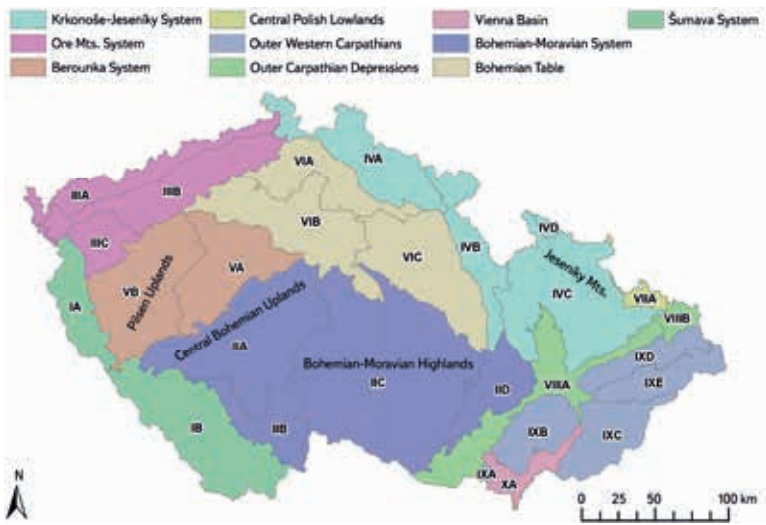 Krkonoše-Jeseníky System
Central Polish Lowlands
Vienna Basin
Šumava System
Ore Mts. System
Outer Western Carpathians
Bohemian-Moravian System
Berounka System
Outer Carpathian Depressions
Bohemian Table
IVA
VIA
IIIA
IIIB
VIB
IVD
IIIC
IVB
VIC
Jeseníky Mts.
VA
IVC
IA
VB
Pilsen Uplands
VIIA
Central Bohemian Uplands
VIIIB
IIA
Bohemian-Moravian Highlands
IXD
IIC
IID
VIIIA
IXE
IB
IIB
IXB
IXC
IXA
XA
N
0 25 50 100 km